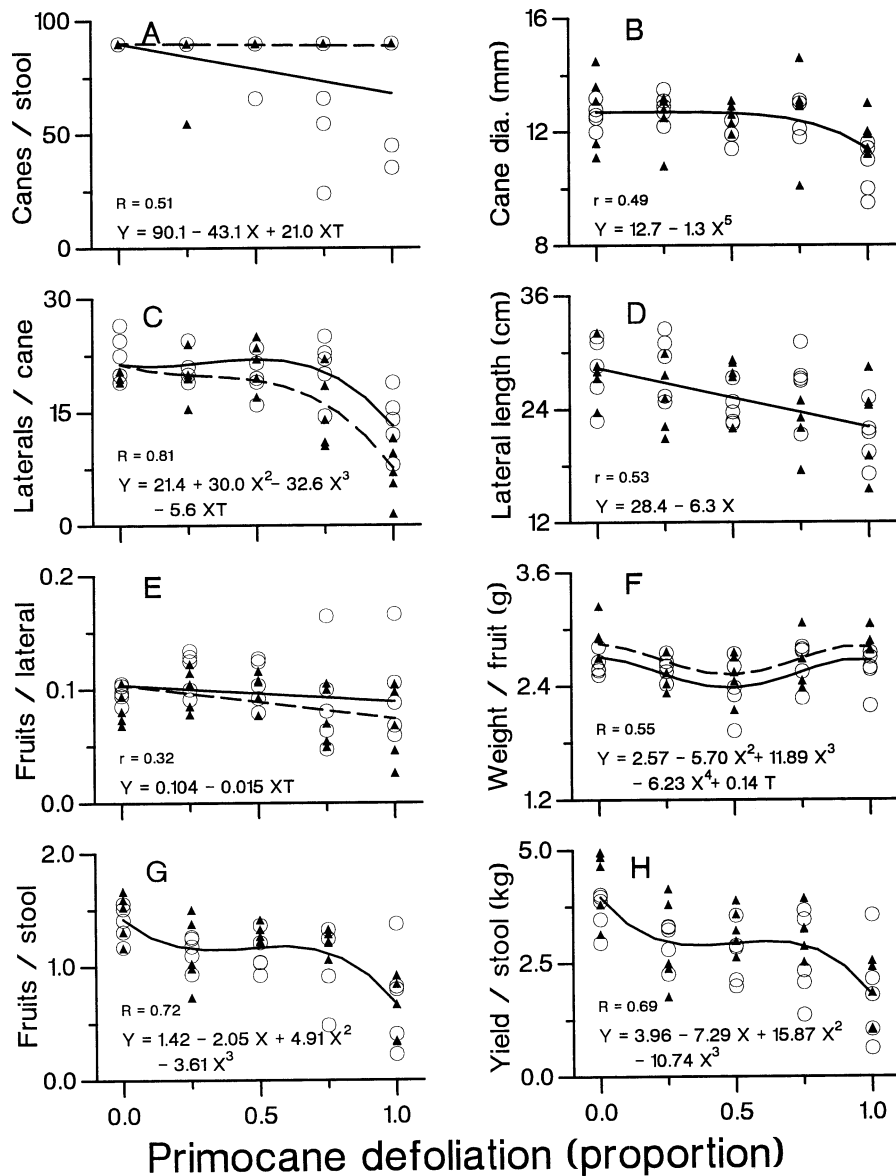 A
Canes / stool
100
50
0
R = 0.51
Y = 90.1 − 43.1 X + 21.0 XT
B
Cane dia. (mm)
16
12
8
r = 0.49
Y = 12.7 − 1.3 X⁵
C
Laterals / cane
30
15
0
R = 0.81
Y = 21.4 + 30.0 X² − 32.6 X³
− 5.6 XT
D
Lateral length (cm)
36
24
12
r = 0.53
Y = 28.4 − 6.3 X
E
Fruits / lateral
0.2
0.1
0.0
r = 0.32
Y = 0.104 − 0.015 XT
F
Weight / fruit (g)
3.6
2.4
1.2
R = 0.55
Y = 2.57 − 5.70 X² + 11.89 X³
− 6.23 X⁴ + 0.14 T
G
Fruits / stool
2.0
1.0
0.0
R = 0.72
Y = 1.42 − 2.05 X + 4.91 X²
− 3.61 X³
0.0 0.5 1.0
H
Yield / stool (kg)
5.0
2.5
0.0
R = 0.69
Y = 3.96 − 7.29 X + 15.87 X²
− 10.74 X³
0.0 0.5 1.0
Primocane defoliation (proportion)